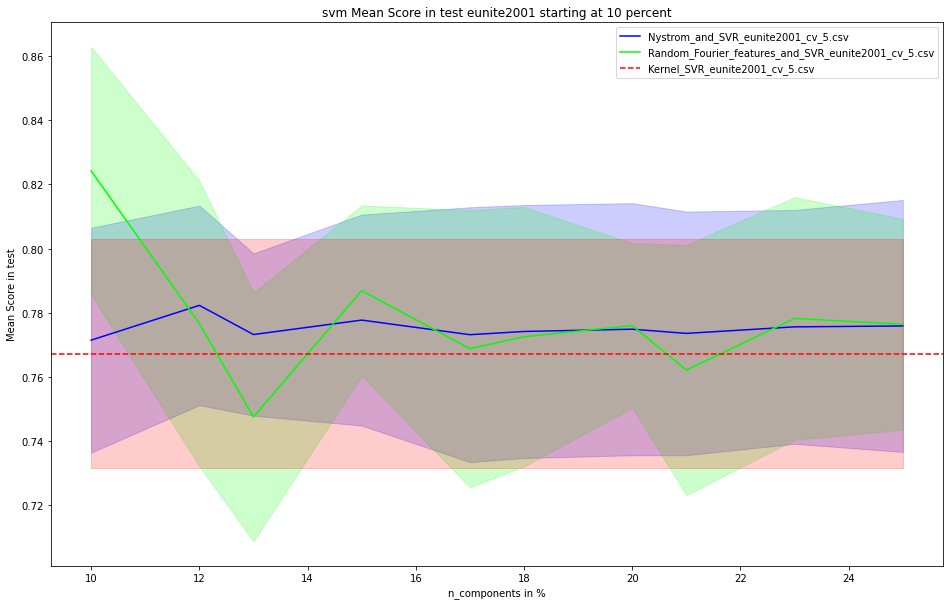 svm Mean Score in test eunite2001 starting at 10 percent
Nystrom_and_SVR_eunite2001_cv_5.csv
Random_Fourier_features_and_SVR_eunite2001_cv_5.csv
Kernel_SVR_eunite2001_cv_5.csv
Mean Score in test
0.86
0.84
0.82
0.80
0.78
0.76
0.74
0.72
10 12 14 16 18 20 22 24
n_components in %